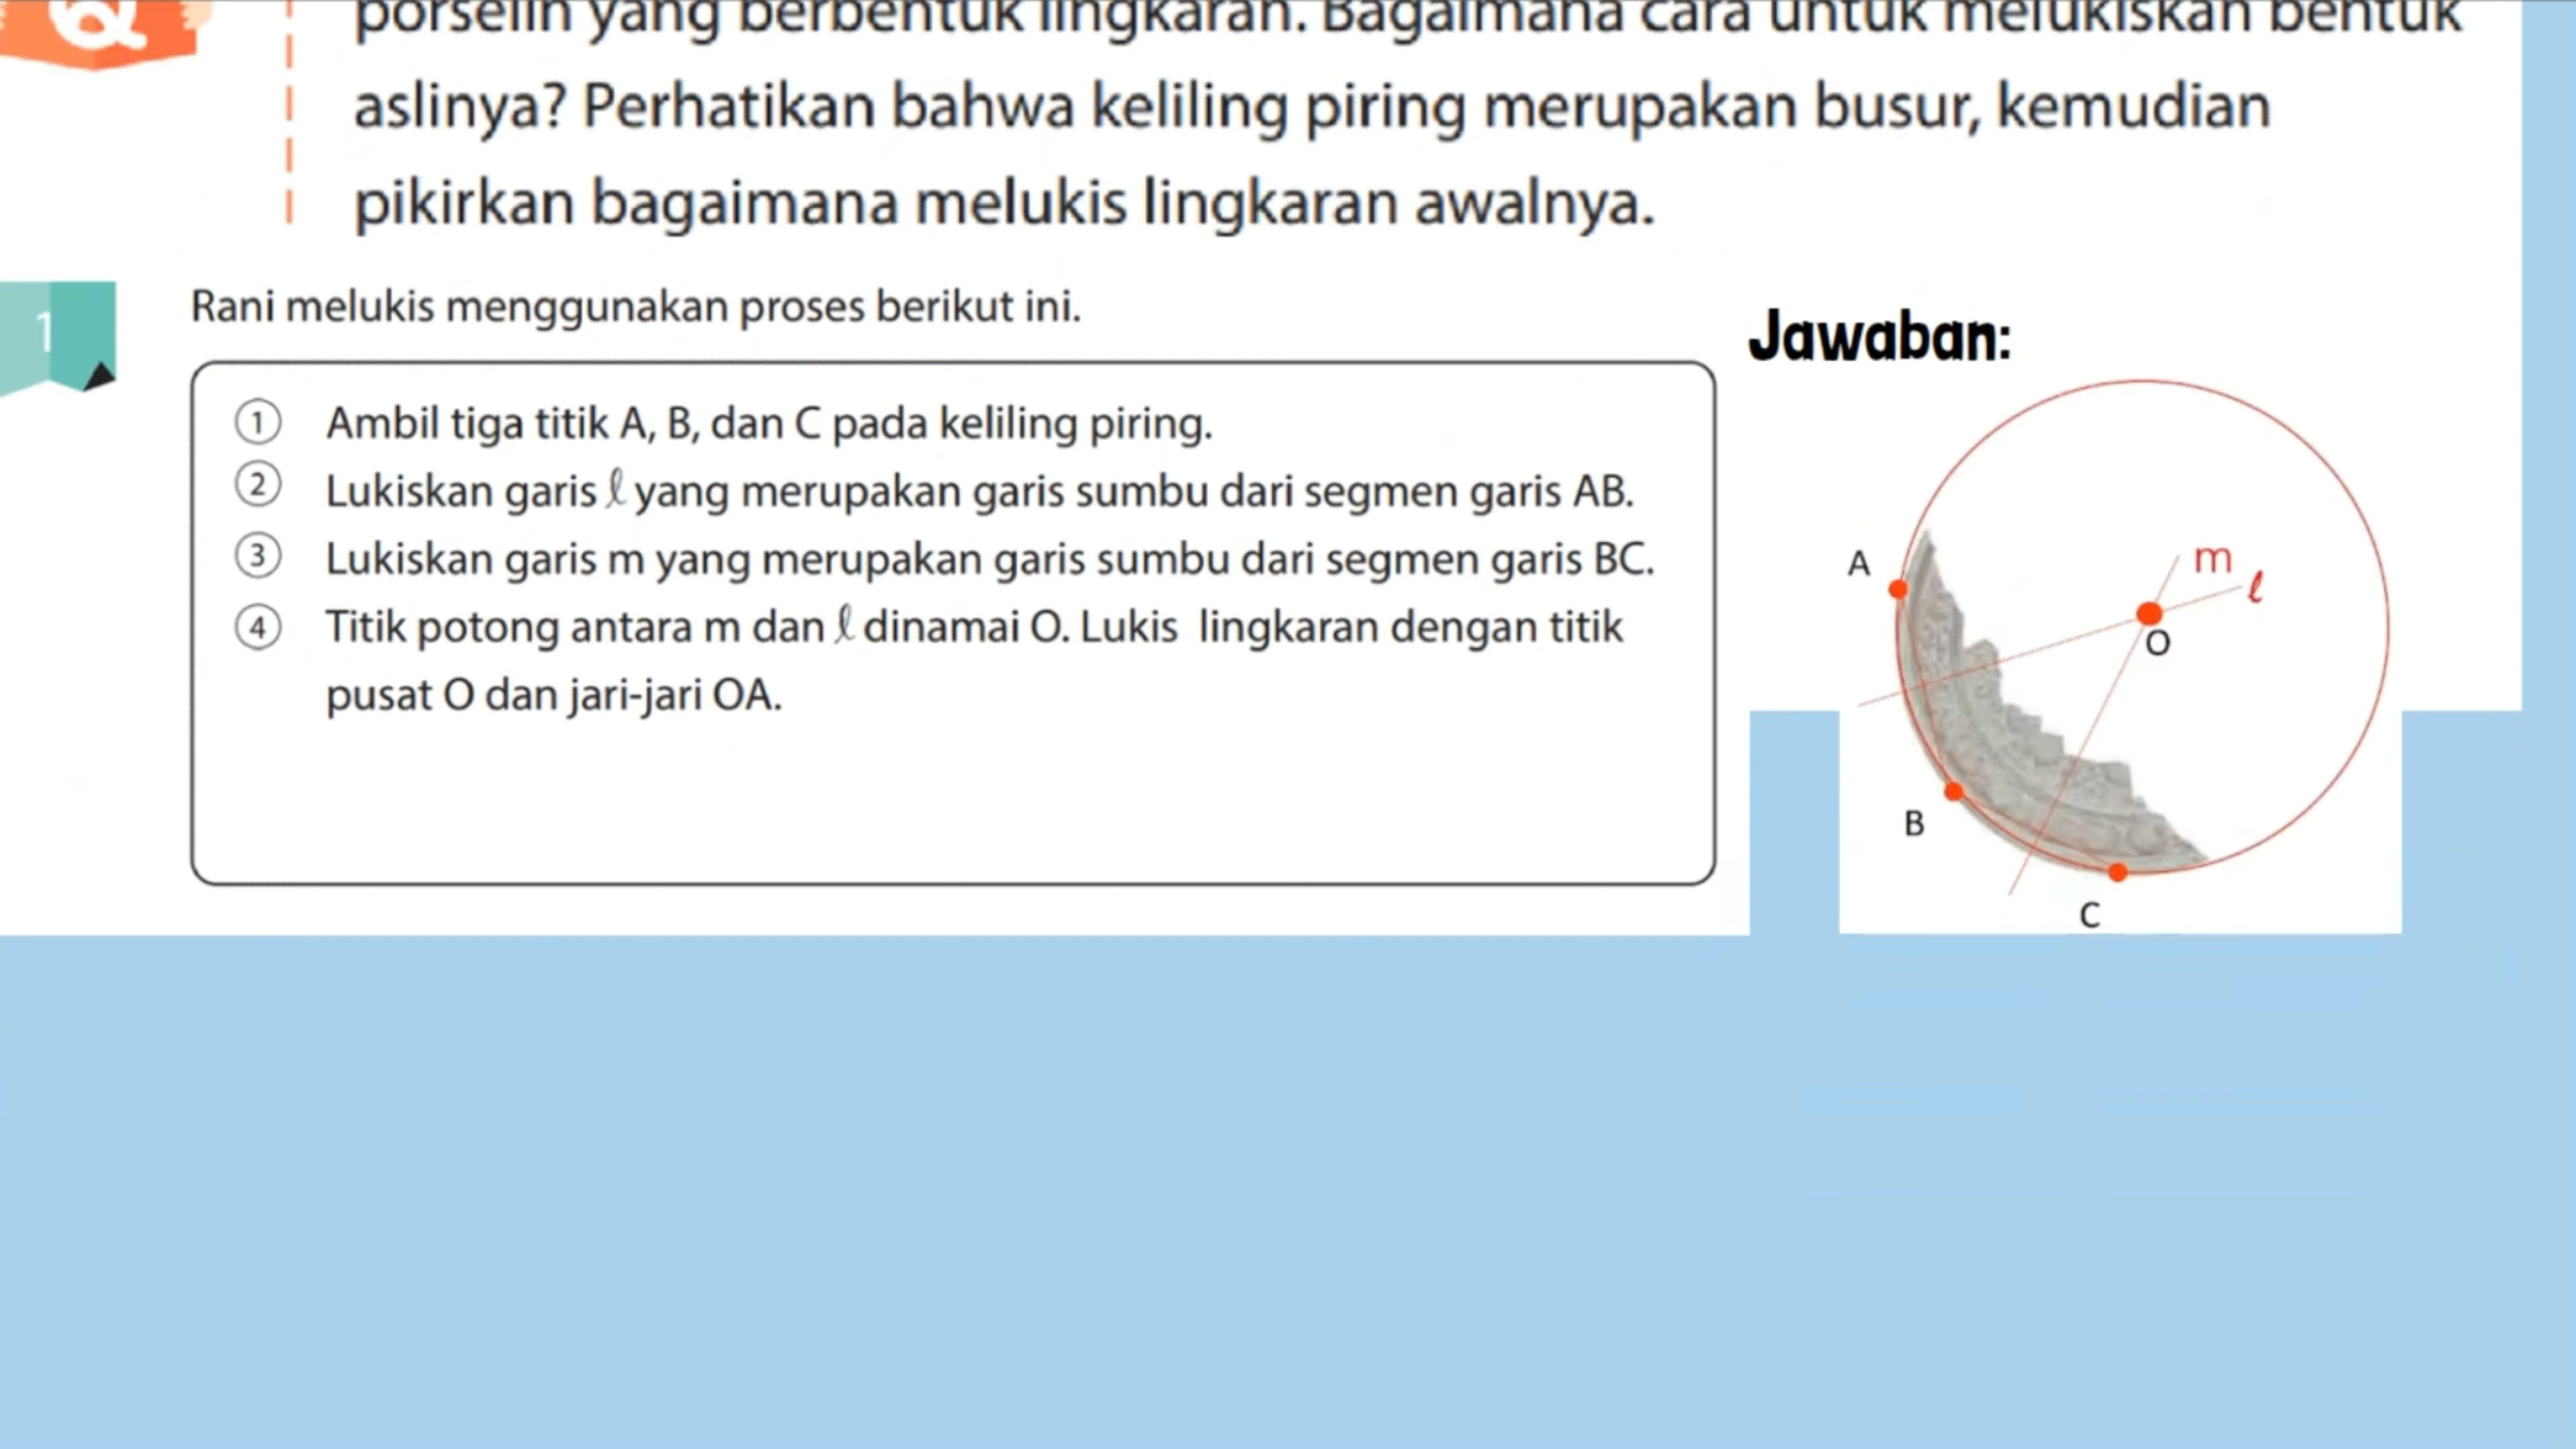 porselin yang berbentuk lingkaran. Bagaimana cara untuk melukiskan bentuk
aslinya? Perhatikan bahwa keliling piring merupakan busur, kemudian
pikirkan bagaimana melukis lingkaran awalnya.
1
Rani melukis menggunakan proses berikut ini.
① Ambil tiga titik A, B, dan C pada keliling piring.
② Lukiskan garis ℓ yang merupakan garis sumbu dari segmen garis AB.
③ Lukiskan garis m yang merupakan garis sumbu dari segmen garis BC.
④ Titik potong antara m dan ℓ dinamai O. Lukis lingkaran dengan titik
pusat O dan jari-jari OA.
Jawaban:
A
m
ℓ
O
B
C